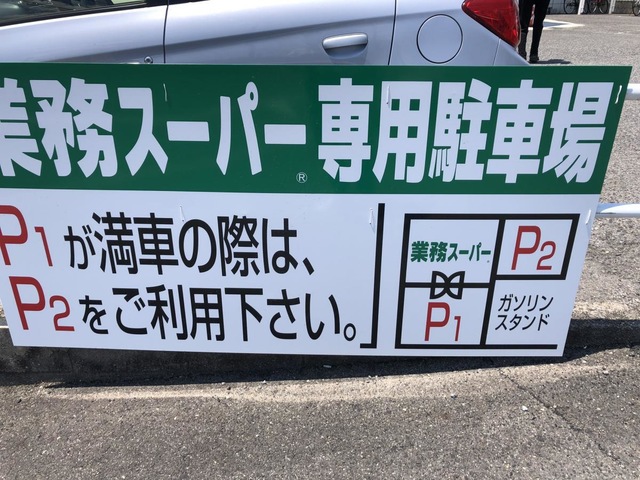 業務スーパー®専用駐車場
P1が満車の際は、
P2をご利用下さい。
業務スーパー
P2
P1
ガソリン
スタンド